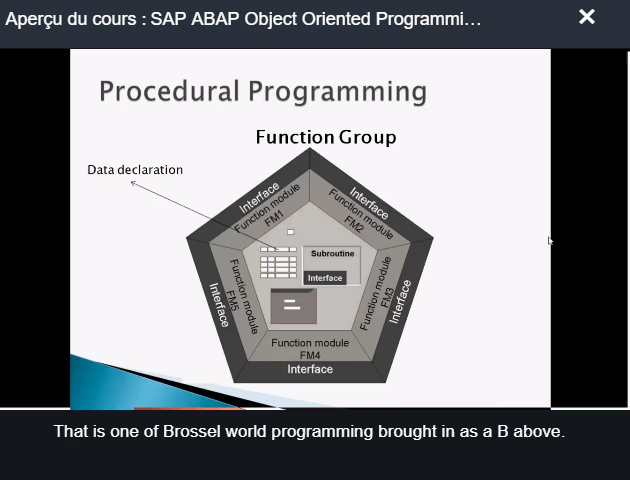 Aperçu du cours : SAP ABAP Object Oriented Programmi…
Procedural Programming
Function Group
Data declaration
Interface
Function module
FM1
Interface
Function module
FM2
Subroutine
Interface
Interface
Function module
FM5
Function module
FM3
Interface
Function module
FM4
Interface
That is one of Brossel world programming brought in as a B above.